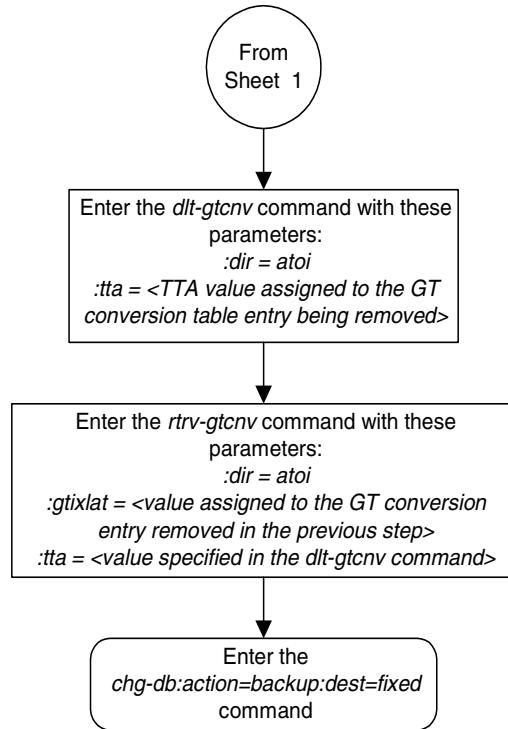 From
Sheet 1
Enter the dlt-gtcnv command with these
parameters:
:dir = atoi
:tta = <TTA value assigned to the GT
conversion table entry being removed>
Enter the rtrv-gtcnv command with these
parameters:
:dir = atoi
:gtixlat = <value assigned to the GT conversion
entry removed in the previous step>
:tta = <value specified in the dlt-gtcnv command>
Enter the
chg-db:action=backup:dest=fixed
command